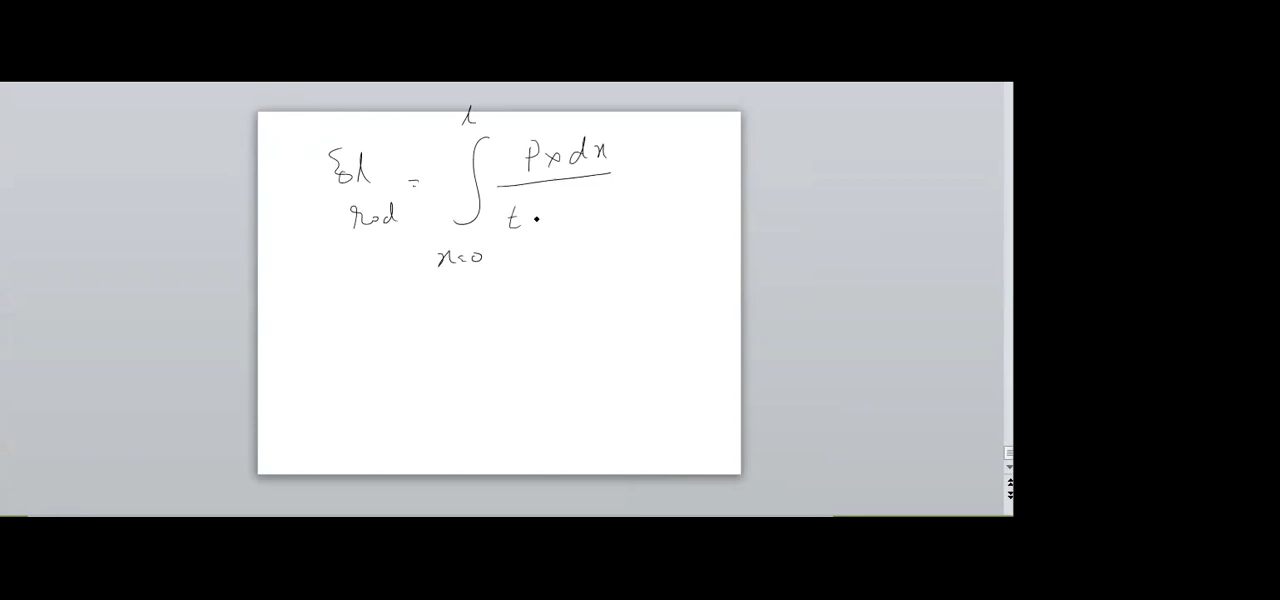 l
δl = ∫ Px dx
rod t .
x=0